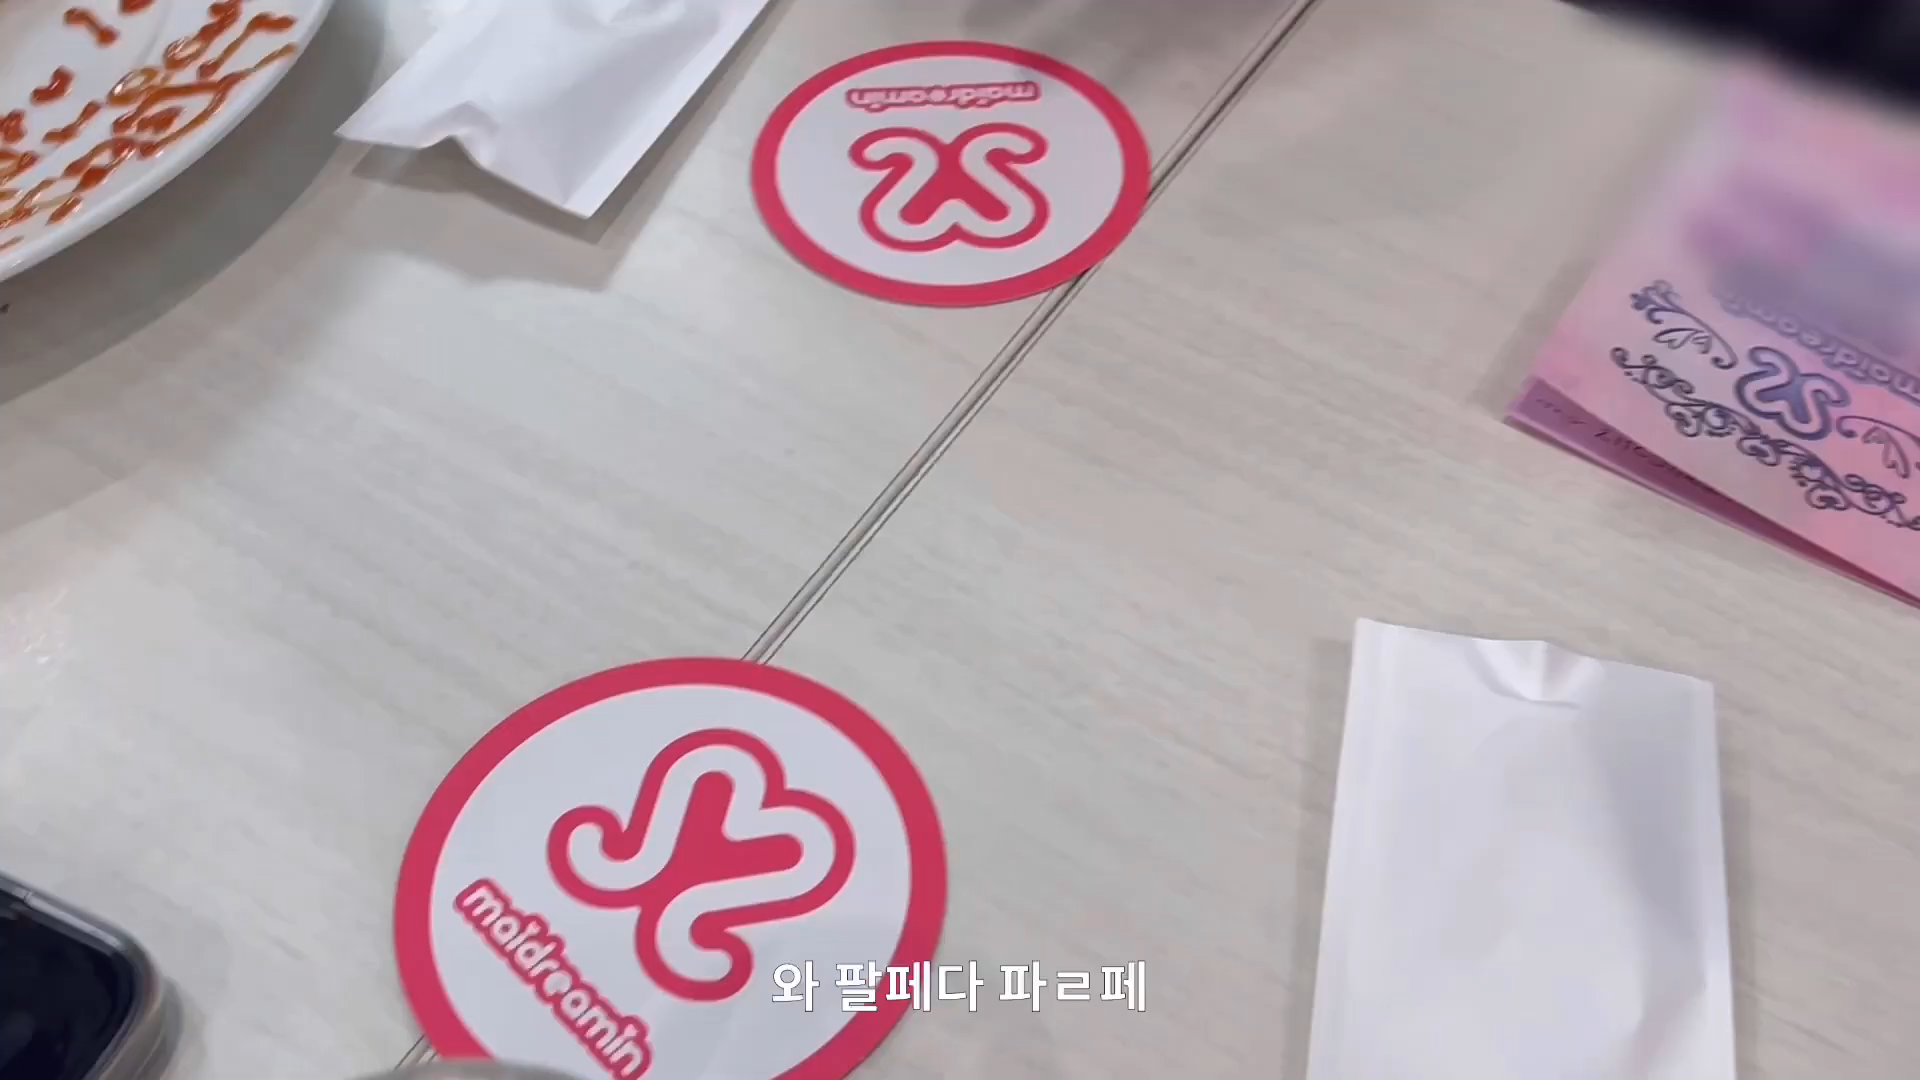 maidreamin
maidreamin
maidreamin
와 팔페다 파ㄹ페